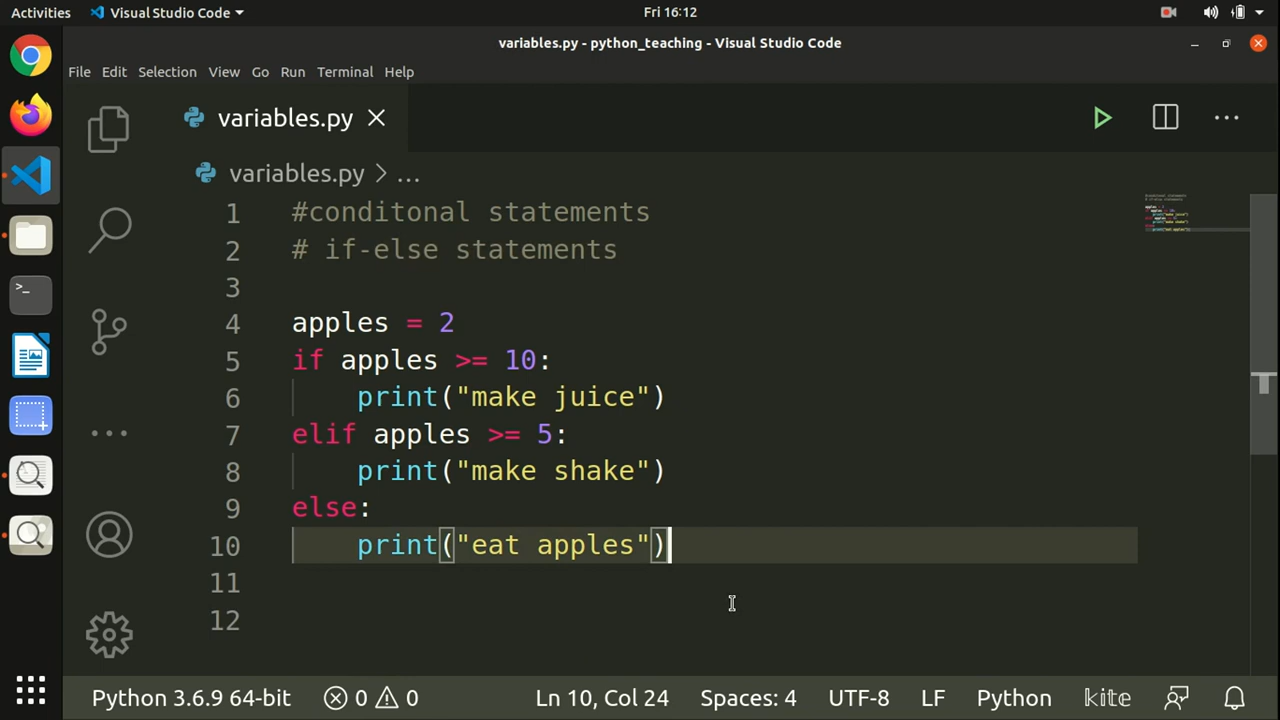 Activities Visual Studio Code Fri 16:12
variables.py - python_teaching - Visual Studio Code
File Edit Selection View Go Run Terminal Help
variables.py
variables.py > ...
1 #conditonal statements
2 # if-else statements
3
4 apples = 2
5 if apples >= 10:
6 print("make juice")
7 elif apples >= 5:
8 print("make shake")
9 else:
10 print("eat apples")
11
12
Python 3.6.9 64-bit 0 0 Ln 10, Col 24 Spaces: 4 UTF-8 LF Python kite